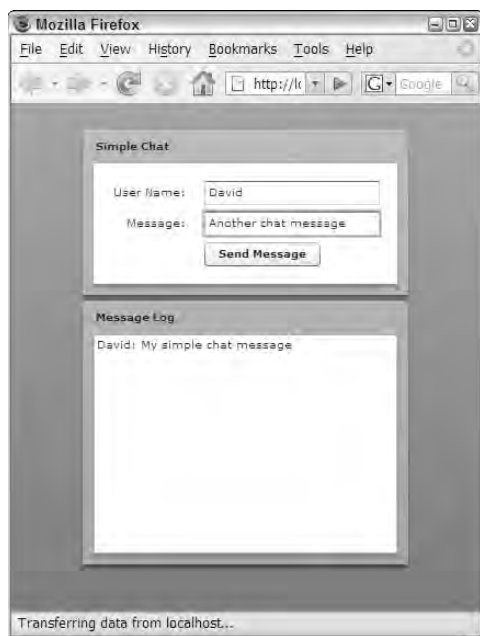 Mozilla Firefox
File Edit View History Bookmarks Tools Help
http://lc G Google
Simple Chat
User Name: David
Message: Another chat message
Send Message
Message Log
David: My simple chat message
Transferring data from localhost...